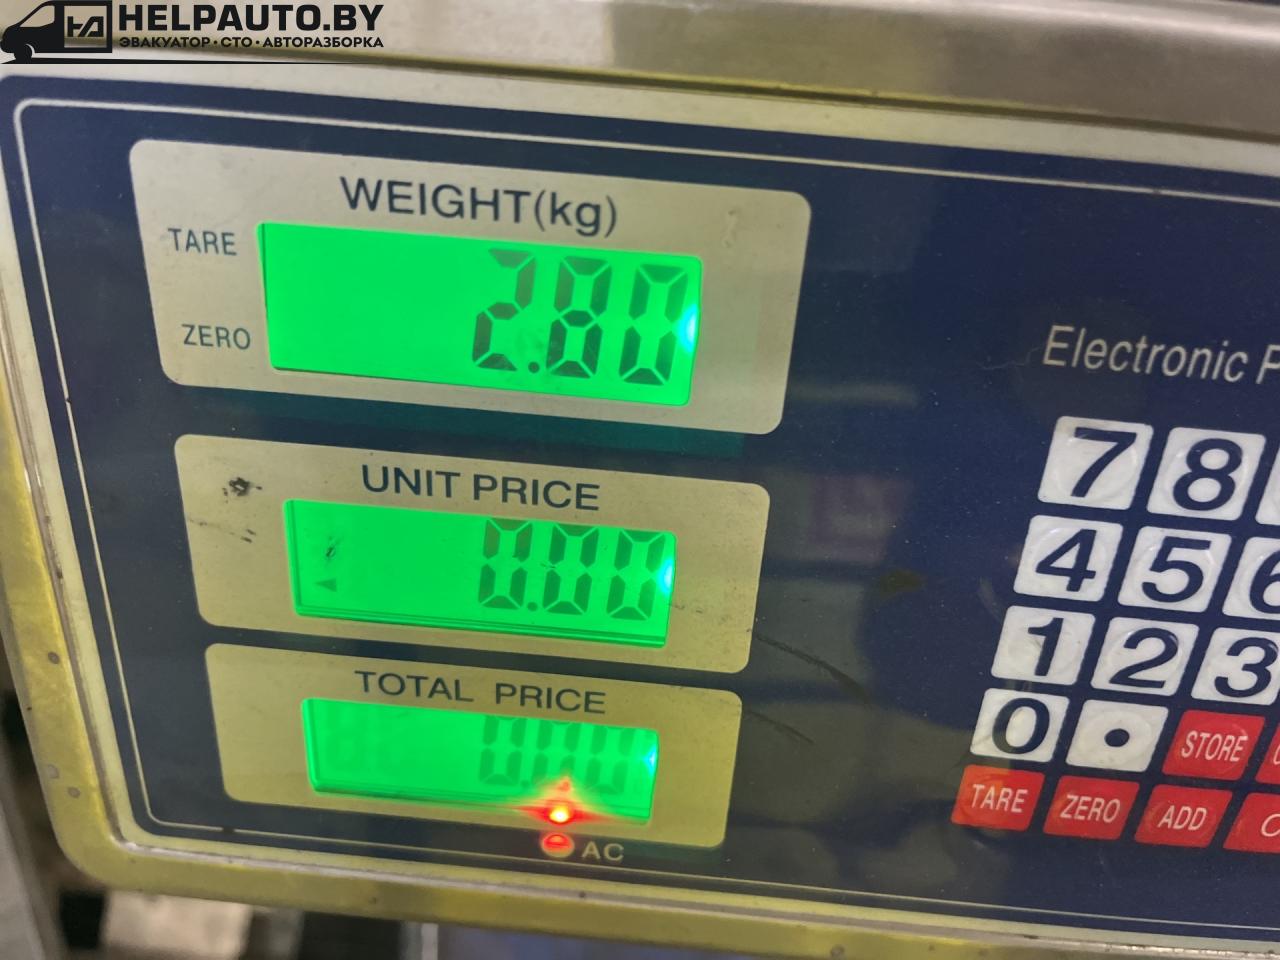 HELPAUTO.BY
ЭВАКУАТОР·СТО·АВТОРАЗБОРКА
WEIGHT(kg)
TARE
2.80
ZERO
Electronic P
UNIT PRICE
0.00
TOTAL PRICE
0.00
AC
7 8
4 5 6
1 2 3
0 • STORE
TARE ZERO ADD C